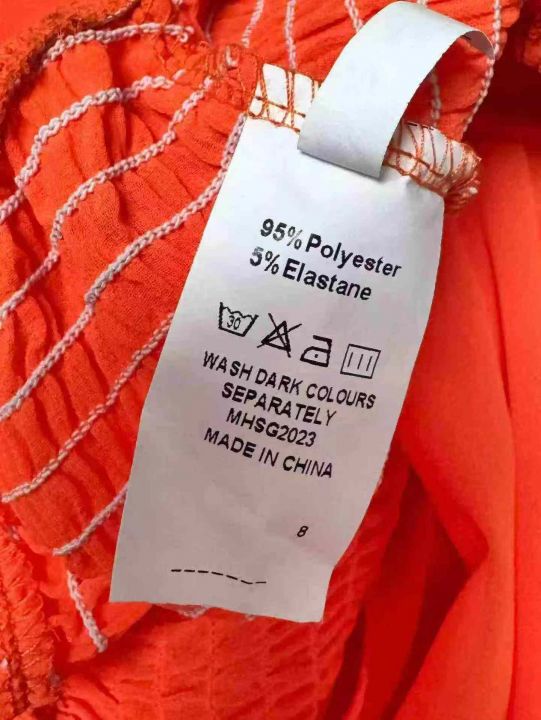 95% Polyester
5% Elastane
30
WASH DARK COLOURS
SEPARATELY
MHSG2023
MADE IN CHINA
8